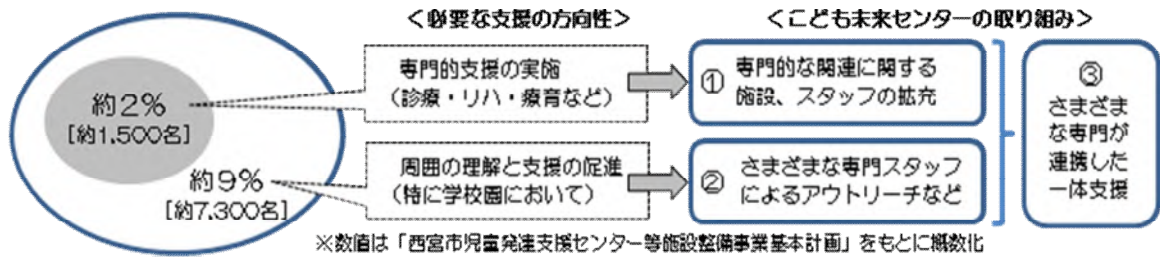 ＜必要な支援の方向性＞
＜こども未来センターの取り組み＞
約2%
[約1,500名]
約9%
[約7,300名]
専門的支援の実施
（診療・リハ・療育など）
周囲の理解と支援の促進
（特に学校園において）
① 専門的な関連に関する
施設、スタッフの拡充
② さまざまな専門スタッフ
によるアウトリーチなど
③
さまざま
な専門が
連携した
一体支援
※数値は「西宮市児童発達支援センター等施設整備事業基本計画」をもとに概数化